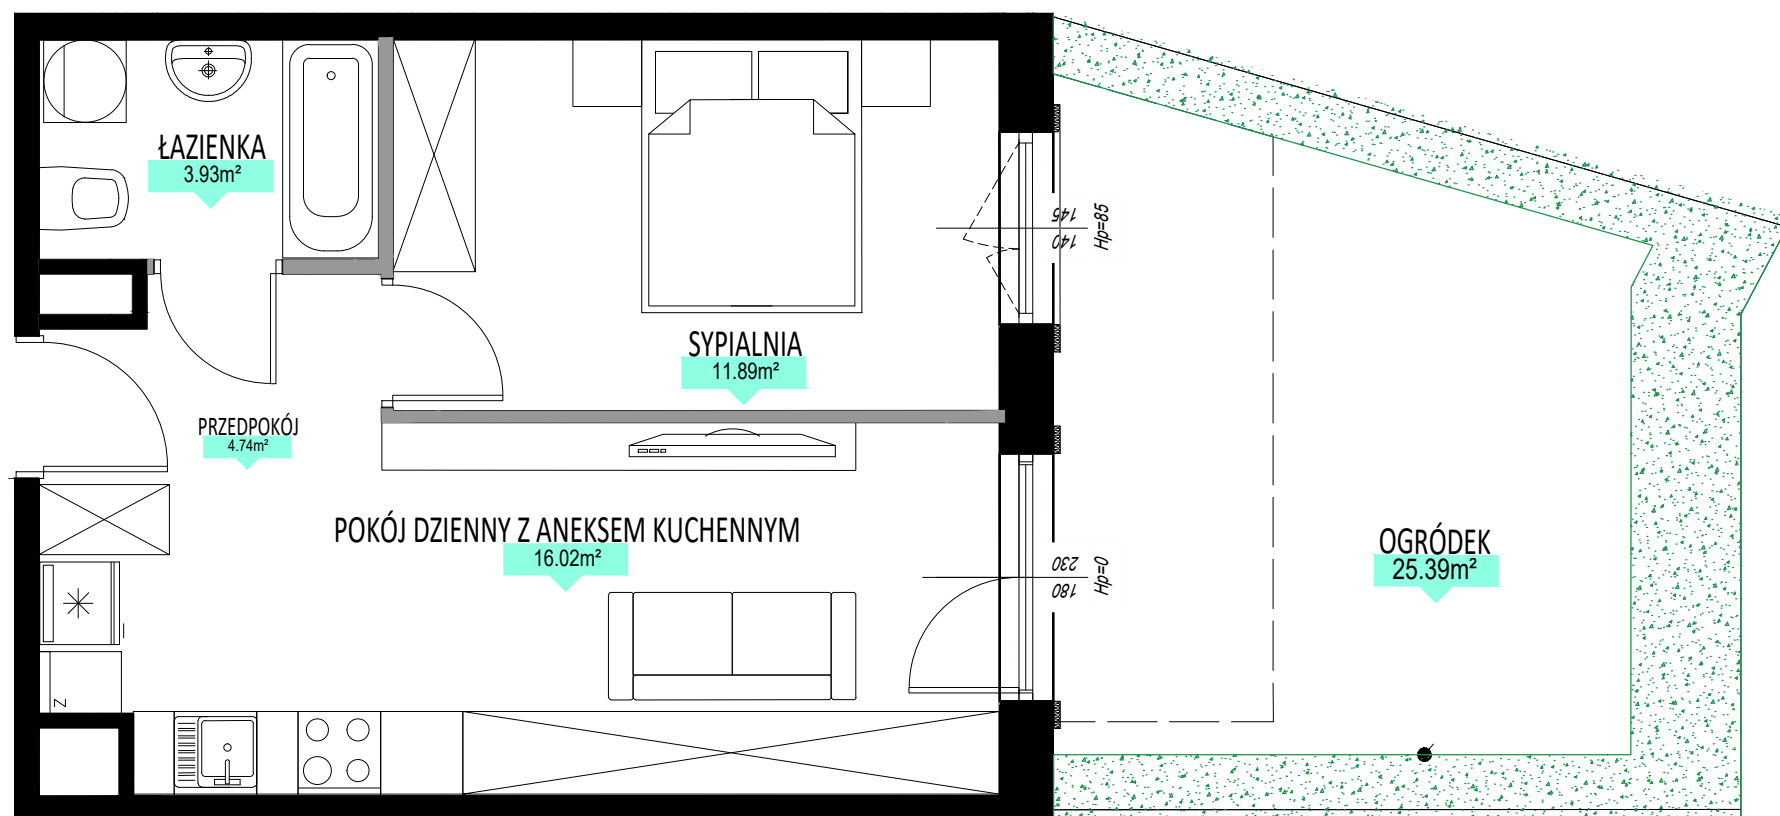 ŁAZIENKA
3.93m²
145
140
Hp=85
SYPIALNIA
11.89m²
PRZEDPOKÓJ
4.74m²
POKÓJ DZIENNY Z ANEKSEM KUCHENNYM
16.02m²
230
180
Hp=0
OGRÓDEK
25.39m²
Z